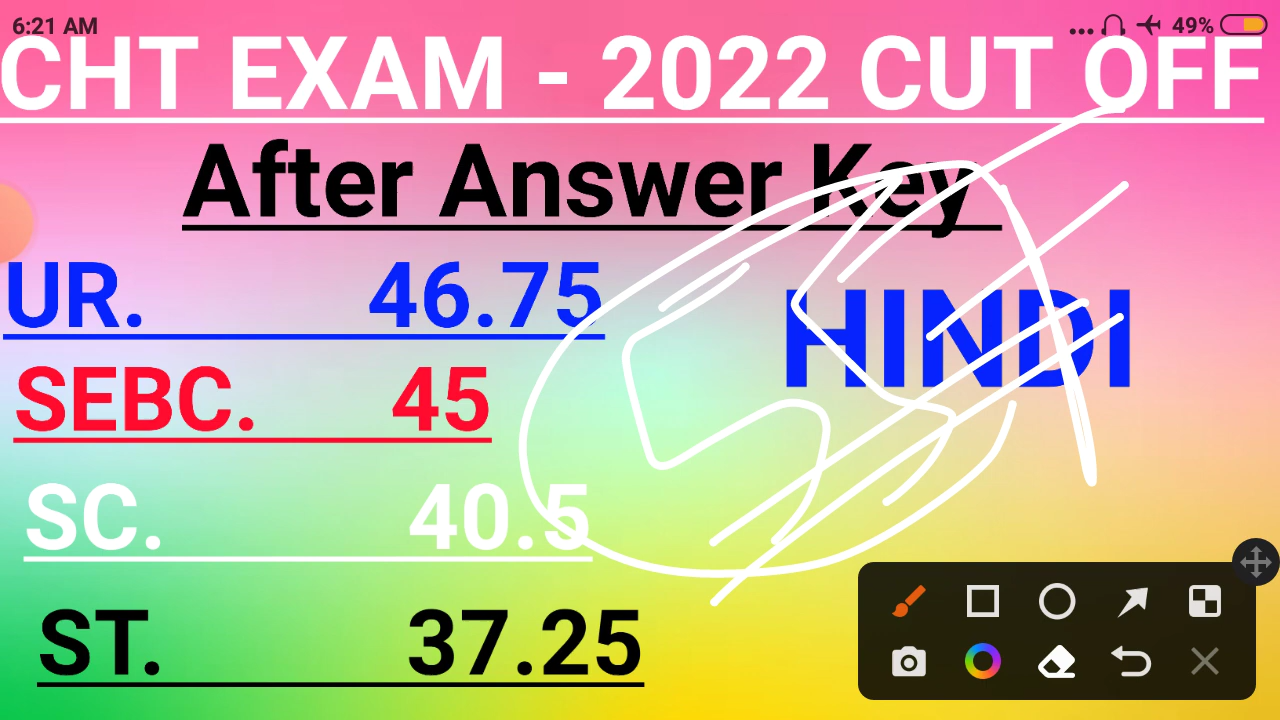 6:21 AM
49%
CHT EXAM - 2022 CUT OFF
After Answer Key
UR. 46.75
HINDI
SEBC. 45
SC. 40.5
ST. 37.25